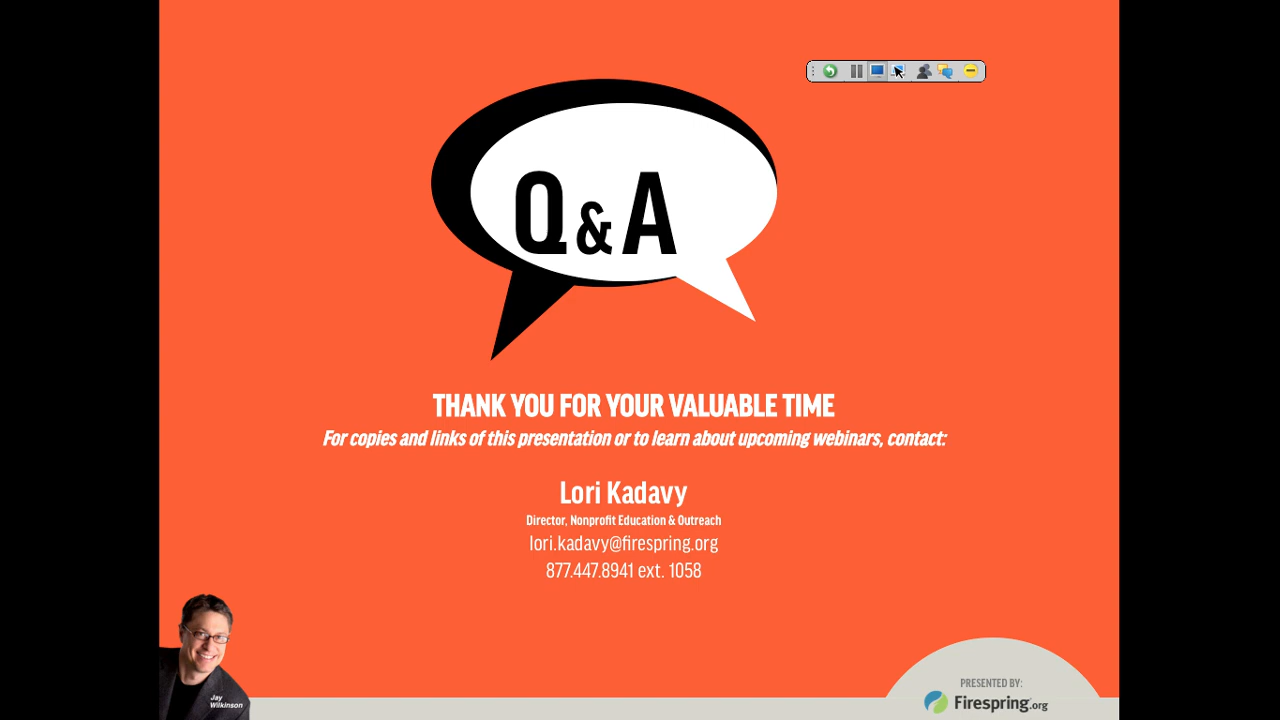 Q & A
THANK YOU FOR YOUR VALUABLE TIME
For copies and links of this presentation or to learn about upcoming webinars, contact:
Lori Kadavy
Director, Nonprofit Education & Outreach
lori.kadavy@firespring.org
877.447.8941 ext. 1058
Jay
Wilkinson
PRESENTED BY:
Firespring.org